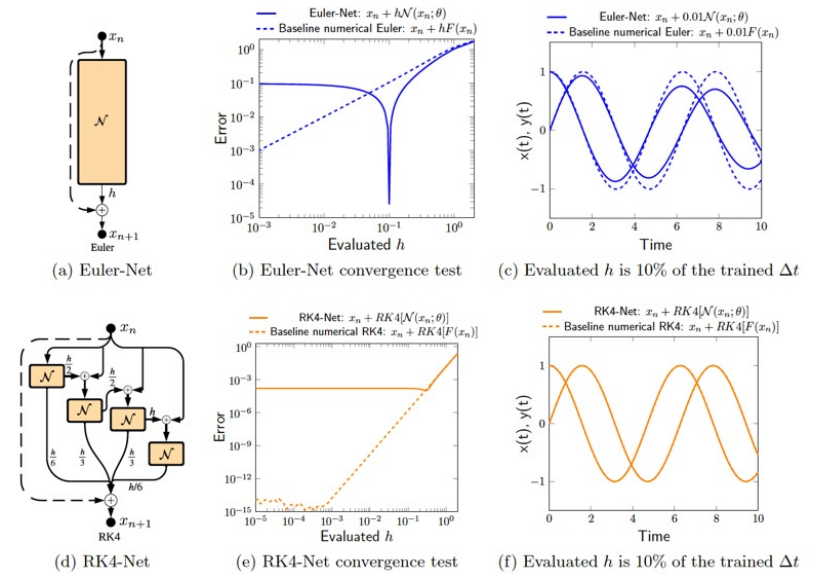 x_n
N
h
+
x_{n+1}
Euler
(a) Euler-Net
Euler-Net: x_n + hN(x_n; θ)
Baseline numerical Euler: x_n + hF(x_n)
10^0
10^{-1}
10^{-2}
10^{-3}
10^{-4}
10^{-5}
Error
10^{-3} 10^{-2} 10^{-1} 10^0
Evaluated h
(b) Euler-Net convergence test
Euler-Net: x_n + 0.01N(x_n; θ)
Baseline numerical Euler: x_n + 0.01F(x_n)
1
0
−1
x(t), y(t)
0 2 4 6 8 10
Time
(c) Evaluated h is 10% of the trained Δt
x_n
N h/2 +
N h/2 +
N h +
N
h/6 h/3 h/3 h/6
+
x_{n+1}
RK4
(d) RK4-Net
RK4-Net: x_n + RK4[N(x_n; θ)]
Baseline numerical RK4: x_n + RK4[F(x_n)]
10^0
10^{-3}
10^{-6}
10^{-9}
10^{-12}
10^{-15}
Error
10^{-5} 10^{-4} 10^{-3} 10^{-2} 10^{-1} 10^0
Evaluated h
(e) RK4-Net convergence test
RK4-Net: x_n + RK4[N(x_n; θ)]
Baseline numerical RK4: x_n + RK4[F(x_n)]
1
0
−1
x(t), y(t)
0 2 4 6 8 10
Time
(f) Evaluated h is 10% of the trained Δt